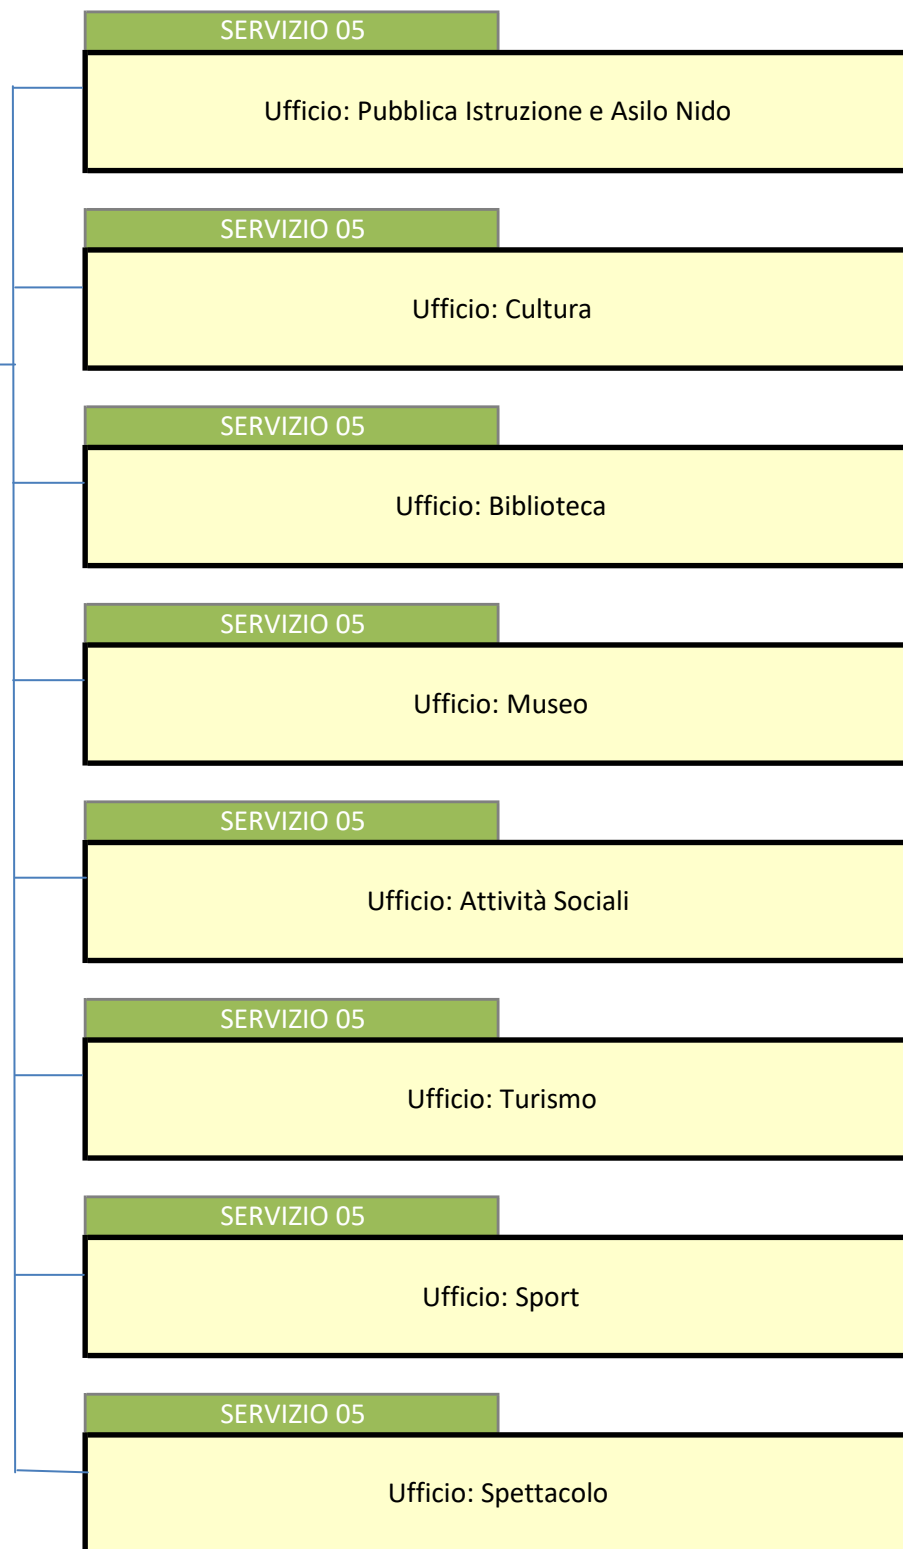 SERVIZIO 05
Ufficio: Pubblica Istruzione e Asilo Nido
SERVIZIO 05
Ufficio: Cultura
SERVIZIO 05
Ufficio: Biblioteca
SERVIZIO 05
Ufficio: Museo
SERVIZIO 05
Ufficio: Attività Sociali
SERVIZIO 05
Ufficio: Turismo
SERVIZIO 05
Ufficio: Sport
SERVIZIO 05
Ufficio: Spettacolo